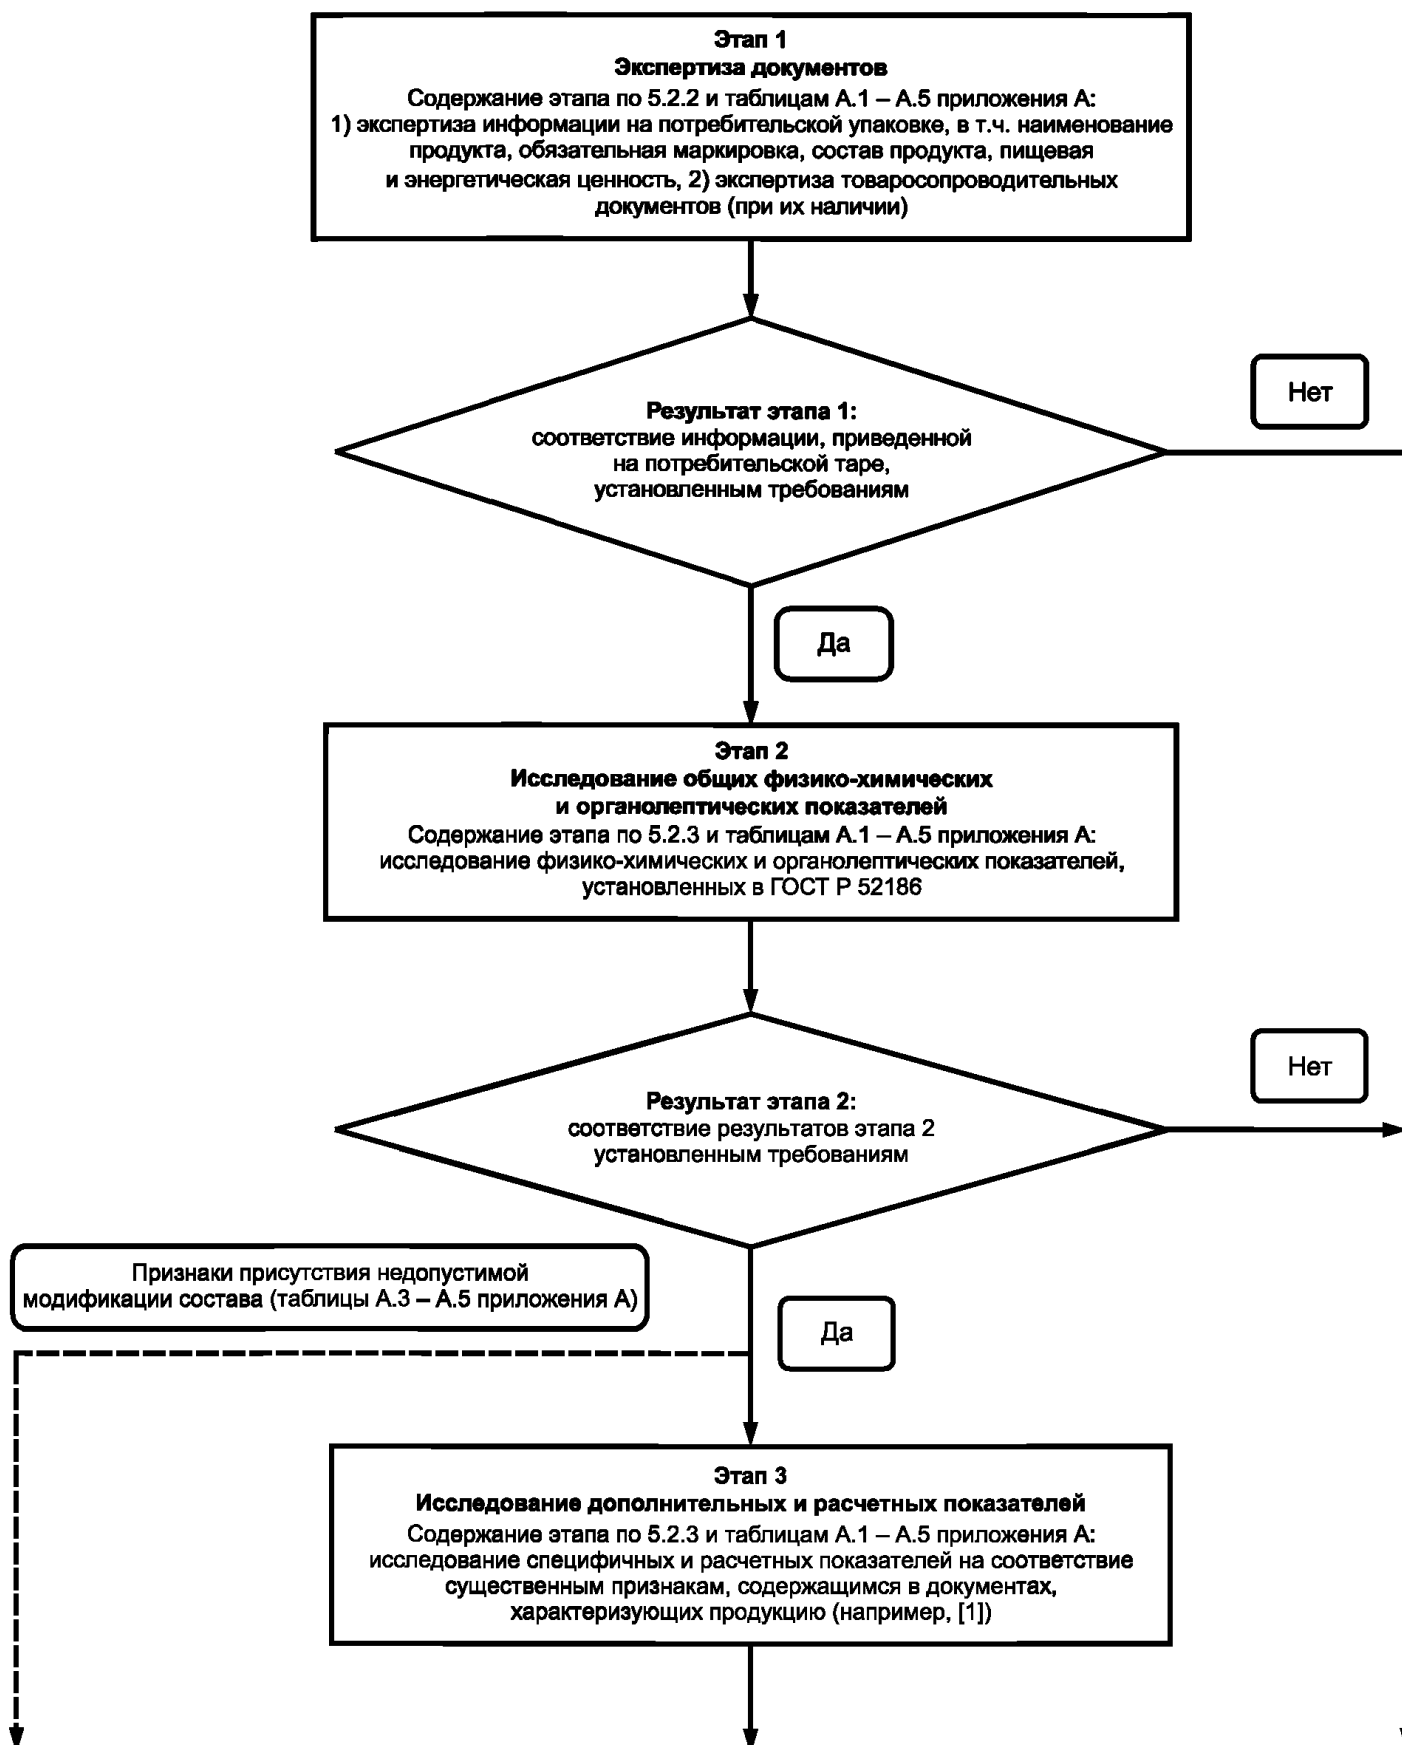 Этап 1
Экспертиза документов
Содержание этапа по 5.2.2 и таблицам А.1 – А.5 приложения А:
1) экспертиза информации на потребительской упаковке, в т.ч. наименование
продукта, обязательная маркировка, состав продукта, пищевая
и энергетическая ценность, 2) экспертиза товаросопроводительных
документов (при их наличии)
Нет
Результат этапа 1:
соответствие информации, приведенной
на потребительской таре,
установленным требованиям
Да
Этап 2
Исследование общих физико-химических
и органолептических показателей
Содержание этапа по 5.2.3 и таблицам А.1 – А.5 приложения А:
исследование физико-химических и органолептических показателей,
установленных в ГОСТ Р 52186
Нет
Результат этапа 2:
соответствие результатов этапа 2
установленным требованиям
Признаки присутствия недопустимой
модификации состава (таблицы А.3 – А.5 приложения А)
Да
Этап 3
Исследование дополнительных и расчетных показателей
Содержание этапа по 5.2.3 и таблицам А.1 – А.5 приложения А:
исследование специфичных и расчетных показателей на соответствие
существенным признакам, содержащимся в документах,
характеризующих продукцию (например, [1])